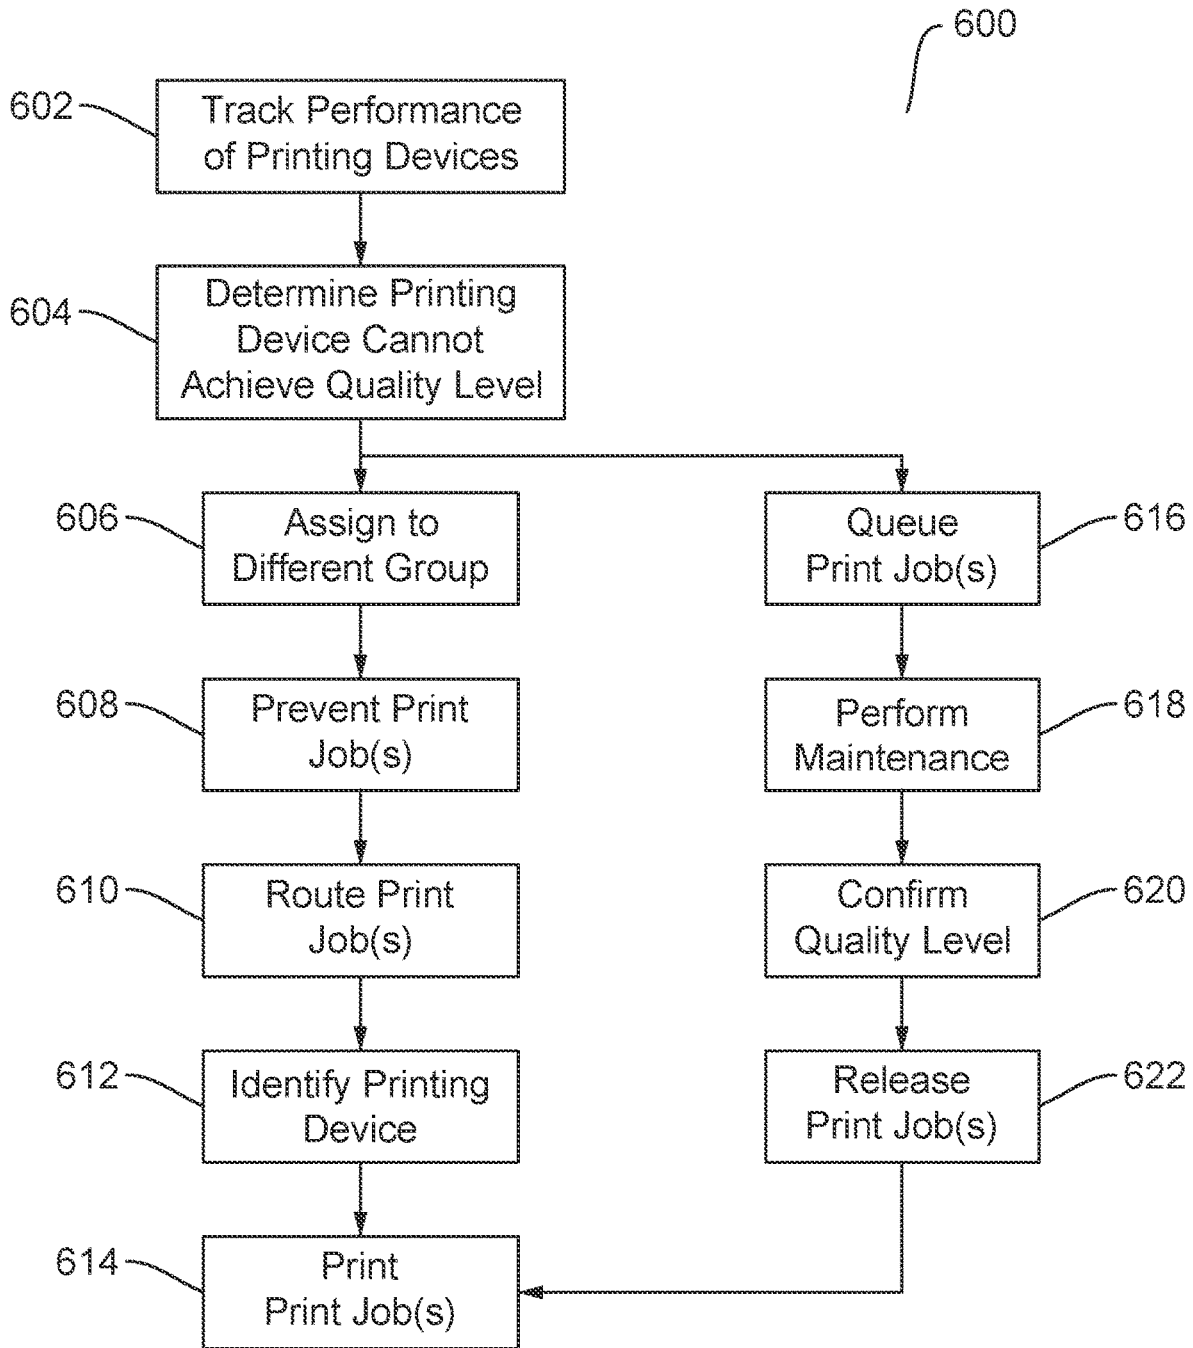 600
602
Track Performance
of Printing Devices
604
Determine Printing
Device Cannot
Achieve Quality Level
606
Assign to
Different Group
608
Prevent Print
Job(s)
610
Route Print
Job(s)
612
Identify Printing
Device
614
Print
Print Job(s)
616
Queue
Print Job(s)
618
Perform
Maintenance
620
Confirm
Quality Level
622
Release
Print Job(s)